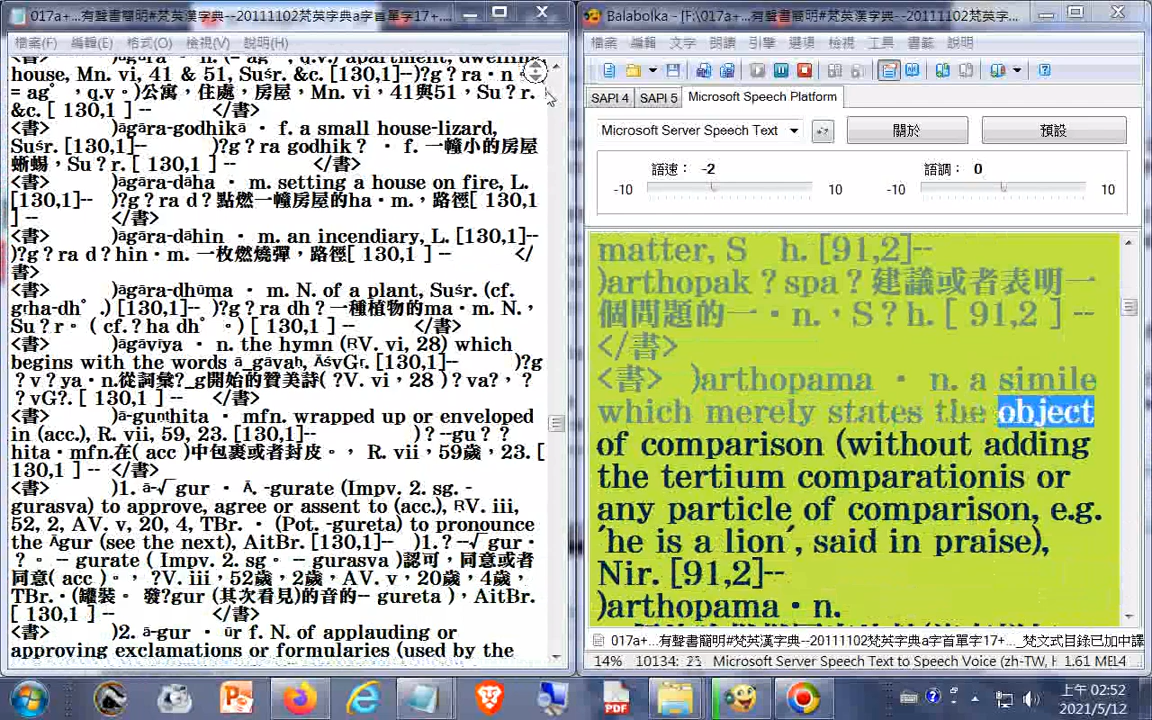 017a+...有聲書簡明#梵英漢字典--20111102梵英字典a字首單字17+...
檔案(F) 編輯(E) 格式(O) 檢視(V) 說明(H)
house, Mn. vi, 41 & 51, Suśr. &c. [130,1]--)?g？ra・n
= ag゜，q.v。)公寓，住處，房屋，Mn. vi，41與51，Su？r.
&c. [ 130,1 ] -- </書>
<書> )āgāra-godhikā ・ f. a small house-lizard,
Suśr. [130,1]-- )?g？ra godhik？ ・ f. 一幢小的房屋
蜥蜴，Su？r. [ 130,1 ] -- </書>
<書> )āgāra-dāha ・ m. setting a house on fire, L.
[130,1]-- )?g？ra d？點燃一幢房屋的ha・m.，路徑[ 130,1
] -- </書>
<書> )āgāra-dāhin ・ m. an incendiary, L. [130,1]--
)?g？ra d？hin・m. 一枚燃燒彈，路徑[ 130,1 ] -- </
書>
<書> )āgāra-dhūma ・ m. N. of a plant, Suśr. (cf.
gṛha-dh゜.) [130,1]-- )?g？ra dh？一種植物的ma・m. N.，
Su？r。( cf.？ha dh゜ 。) [ 130,1 ] -- </書>
<書> )āgāvīya ・ n. the hymn (RV. vi, 28) which
begins with the words ā_gāvaḥ, ĀśvGṛ. [130,1]-- )?g
？v？ya・n.從詞彙?_g開始的贊美詩( ?V. vi，28 )？va?，？
？vG?. [ 130,1 ] -- </書>
<書> )ā-guṇṭhita ・ mfn. wrapped up or enveloped
in (acc.), R. vii, 59, 23. [130,1]-- )？--gu？？
hita・mfn.在( acc )中包裹或者封皮。， R. vii，59歲，23. [
130,1 ] -- </書>
<書> )1. ā-√gur ・ Ā. -gurate (Impv. 2. sg. -
gurasva) to approve, agree or assent to (acc.), RV. iii,
52, 2, AV. v, 20, 4, TBr. ・ (Pot. -gureta) to pronounce
the Āgur (see the next), AitBr. [130,1]-- )1.？--√gur・
？。-- gurate ( Impv. 2. sg。-- gurasva )認可，同意或者
同意( acc )。，?V. iii，52歲，2歲，AV. v，20歲，4歲，
TBr.・(罐裝。發?gur (其次看見)的音的-- gureta )，AitBr.
[ 130,1 ] -- </書>
<書> )2. ā-gur ・ ūr f. N. of applauding or
approving exclamations or formularies (used by the
Balabolka - [F:\017a+...有聲書簡明#梵英漢字典--20111102梵英字...
檔案 編輯 文字 朗讀 引擎 選項 檢視 工具 書籤 說明
SAPI 4 SAPI 5 Microsoft Speech Platform
Microsoft Server Speech Text 關於 預設
語速： -2 語調： 0
-10 10 -10 10
matter, S h. [91,2]--
)arthopak？spa？建議或者表明一
個問題的一・n.，S？h. [ 91,2 ] --
</書>
<書> )arthopama ・ n. a simile
which merely states the object
of comparison (without adding
the tertium comparationis or
any particle of comparison, e.g.
´he is a lion´, said in praise),
Nir. [91,2]--
)arthopama・n.
017a+...有聲書簡明#梵英漢字典--20111102梵英字典a字首單字17+..._梵文式目錄已加中譯
14% Microsoft Server Speech Text to Speech Voice (zh-TW, H 1.61
上午 02:52
2021/5/12